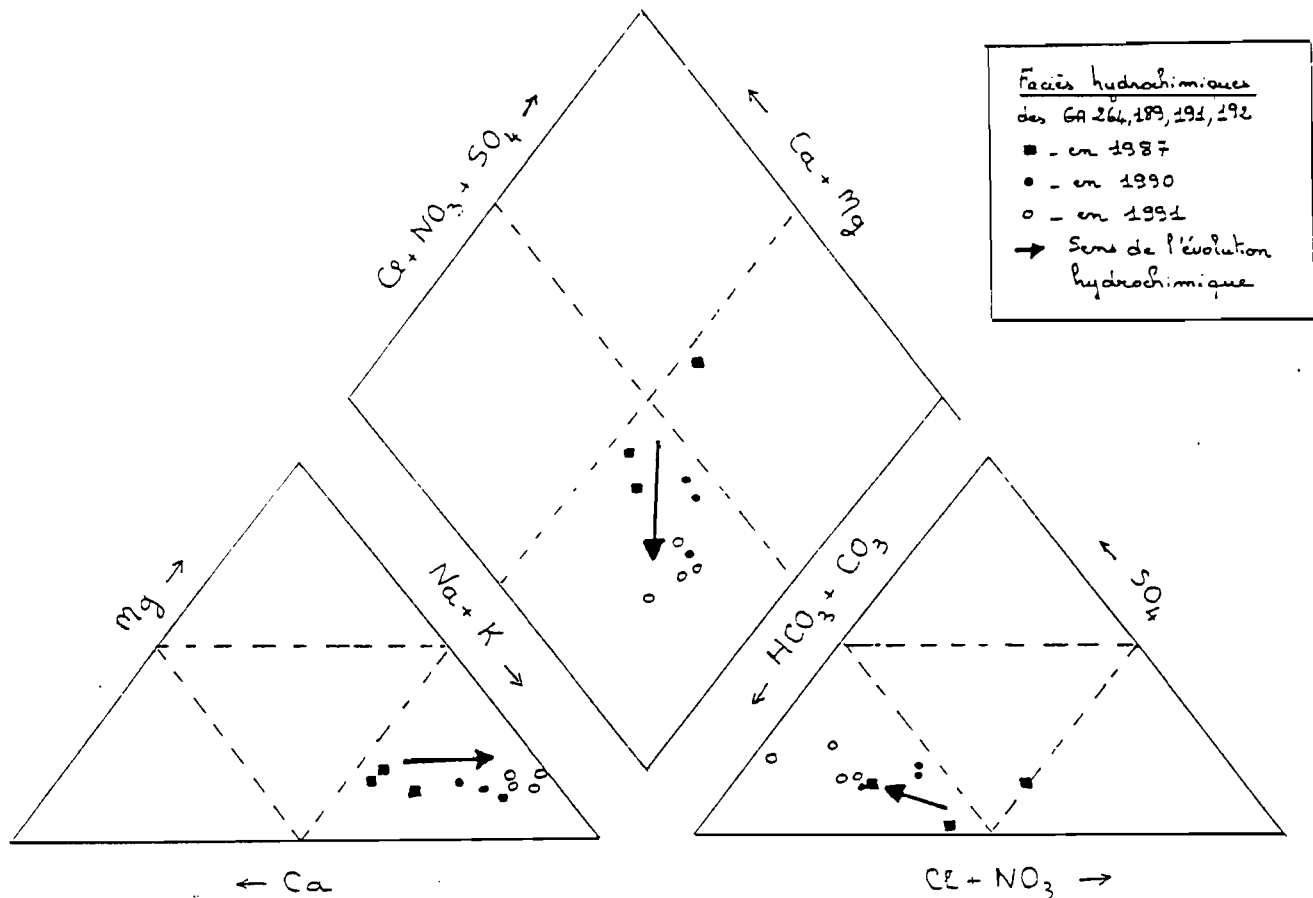 Faciès hydrochimiques
des GA 264, 189, 191, 192
■ - en 1987
● - en 1990
○ - en 1991
→ Sens de l'évolution
hydrochimique
Cl + NO3 + SO4 →
← Ca + Mg
Mg →
Na + K →
← HCO3 + CO3
← SO4
← Ca
Cl + NO3 →